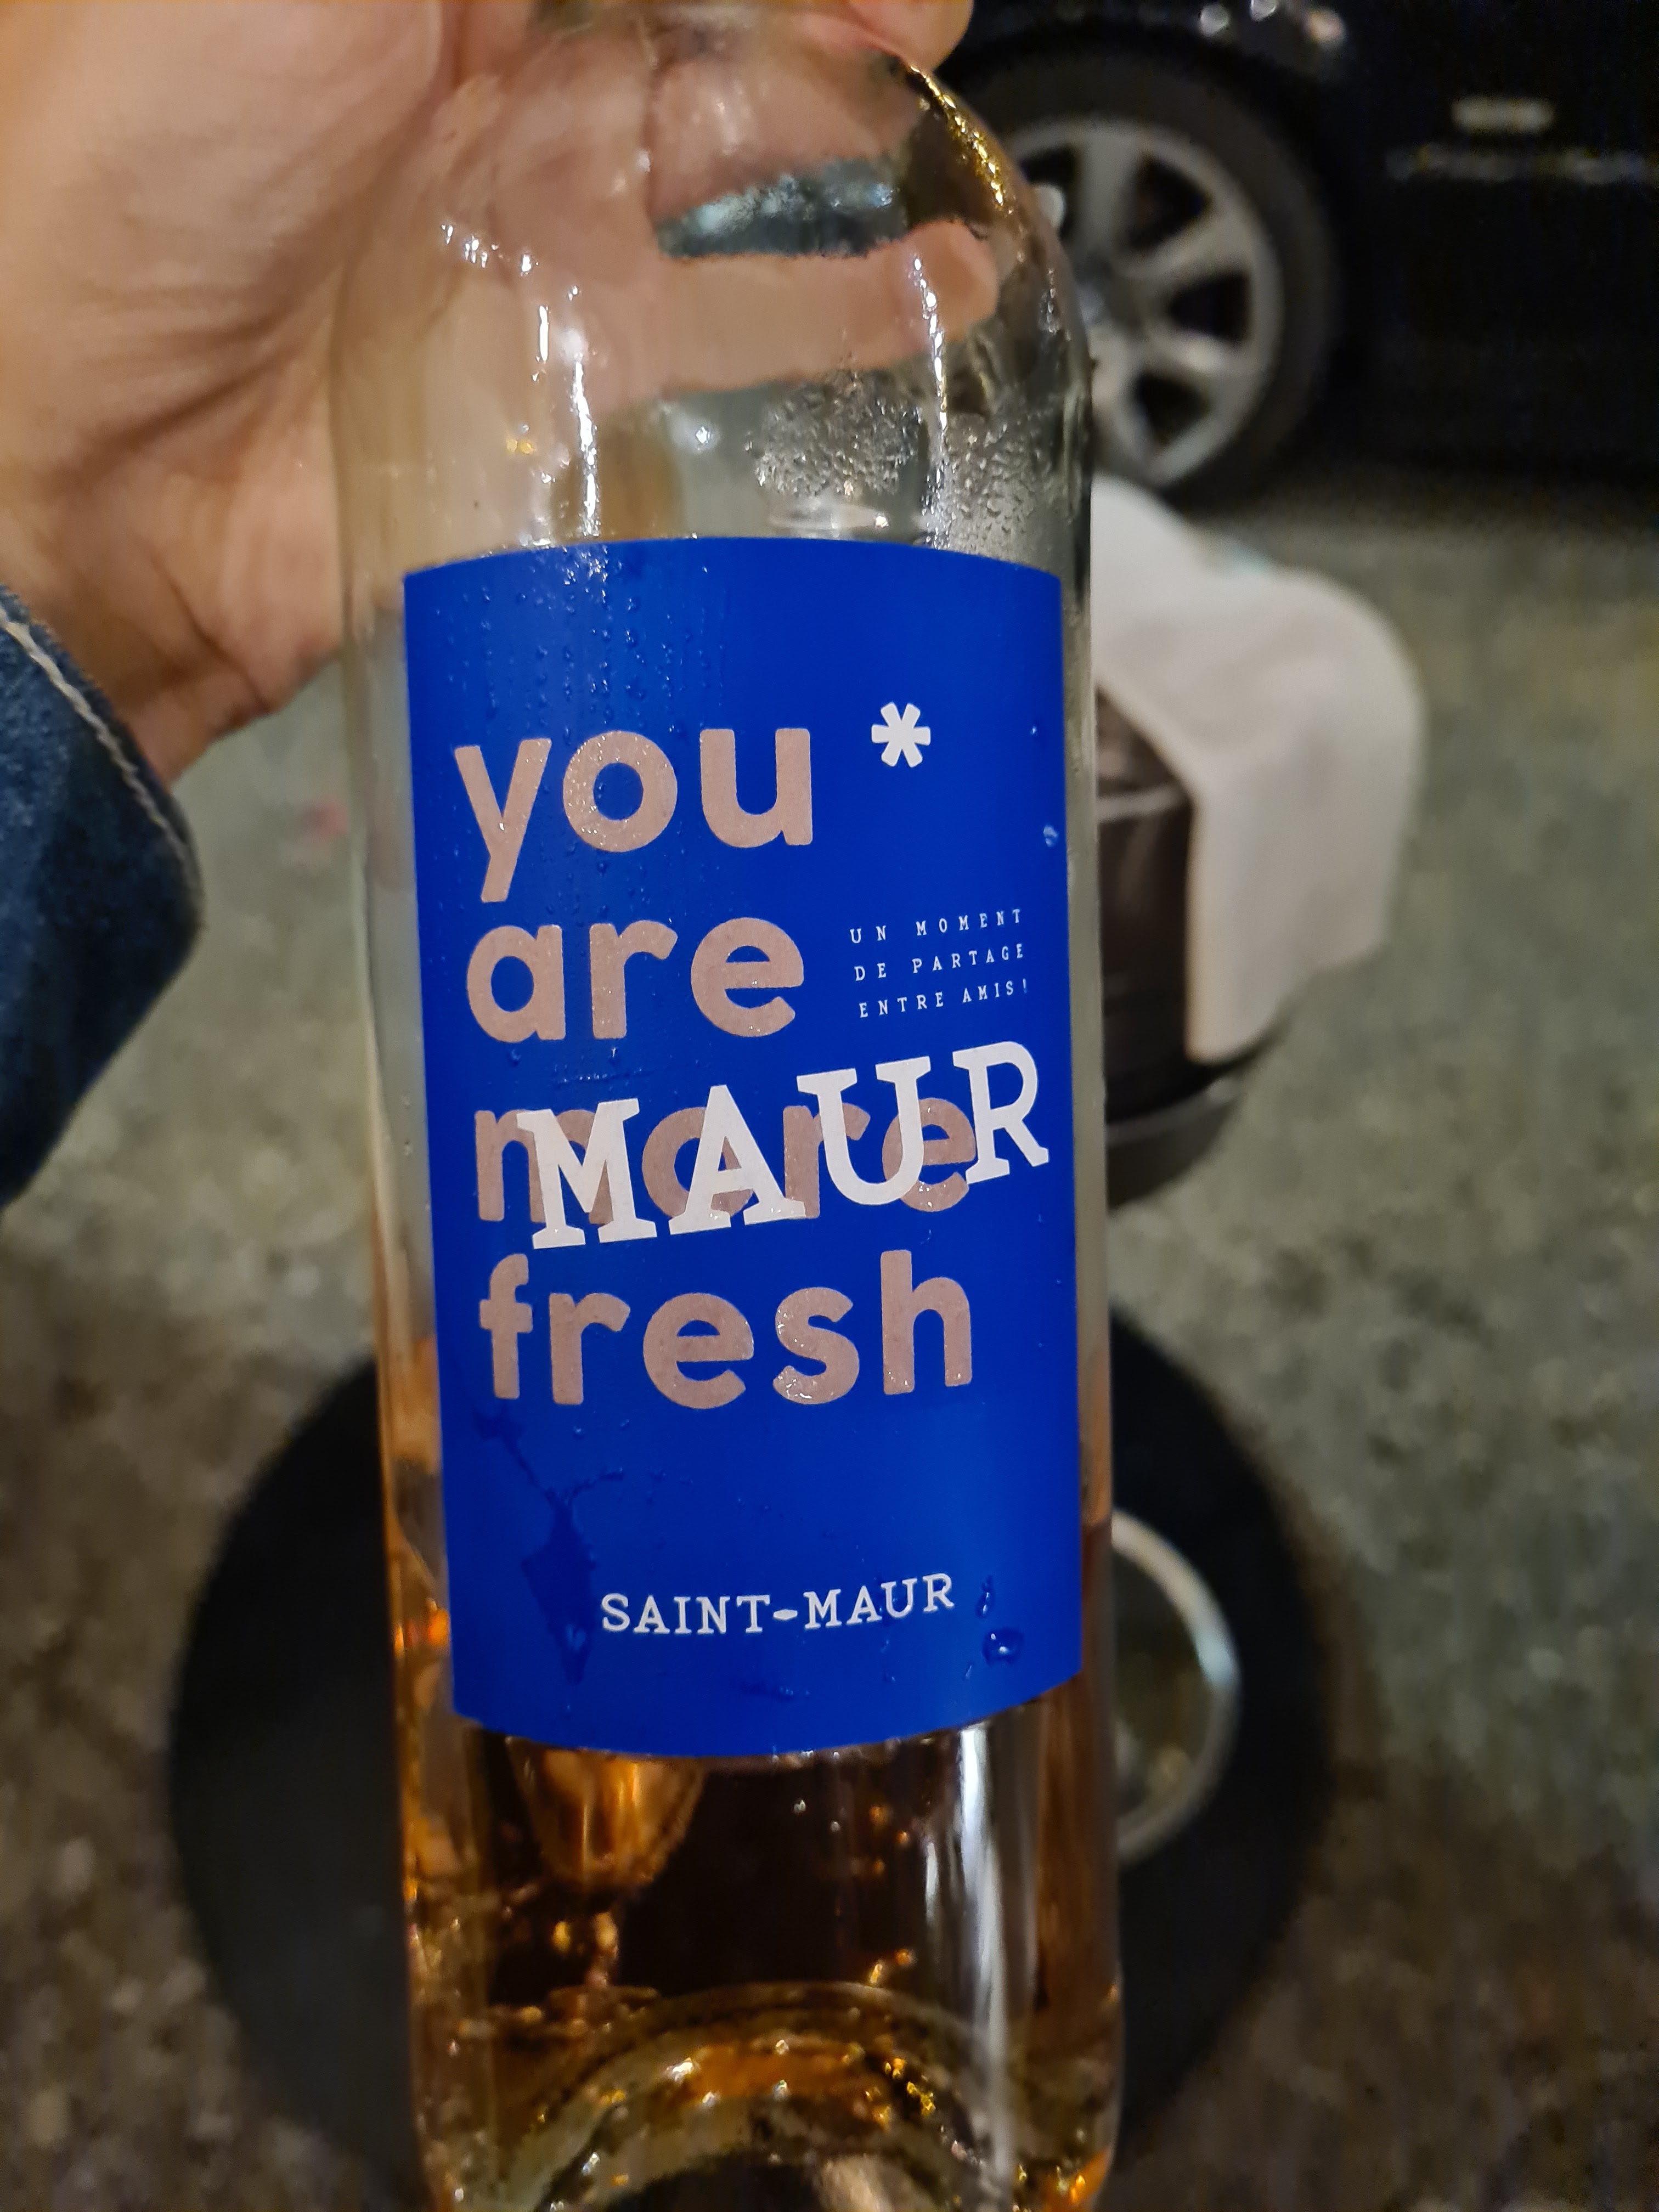 you *
are
UN MOMENT
DE PARTAGE
ENTRE AMIS!
more
MAUR
fresh
SAINT-MAUR